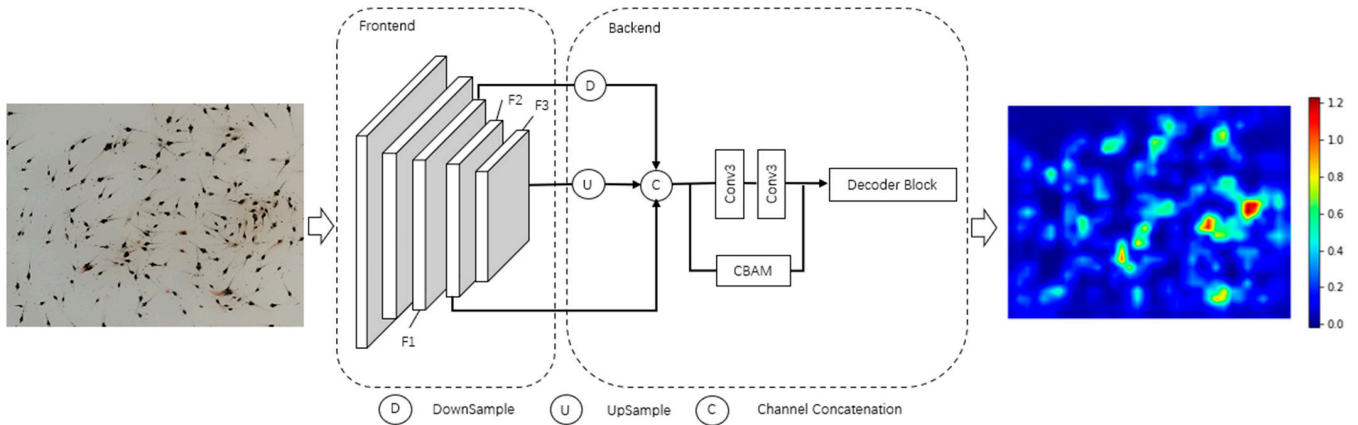 Frontend
Backend
F2
F3
F1
D
U
C
Conv3
Conv3
CBAM
Decoder Block
1.2
1.0
0.8
0.6
0.4
0.2
0.0
D DownSample U UpSample C Channel Concatenation